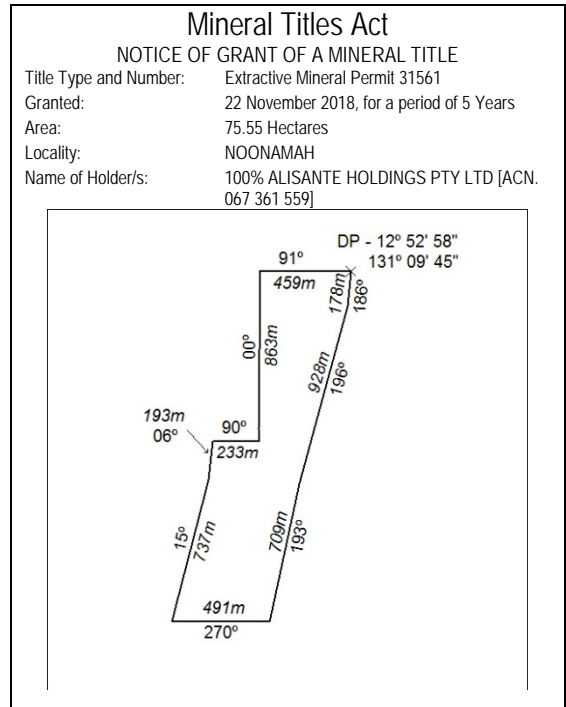 Mineral Titles Act
NOTICE OF GRANT OF A MINERAL TITLE
Title Type and Number: Extractive Mineral Permit 31561
Granted: 22 November 2018, for a period of 5 Years
Area: 75.55 Hectares
Locality: NOONAMAH
Name of Holder/s: 100% ALISANTE HOLDINGS PTY LTD [ACN.
067 361 559]
DP - 12º 52' 58"
131º 09' 45"
91º
459m
178m
186º
00º
863m
928m
196º
193m
06º
90º
233m
15º
737m
709m
193º
491m
270º